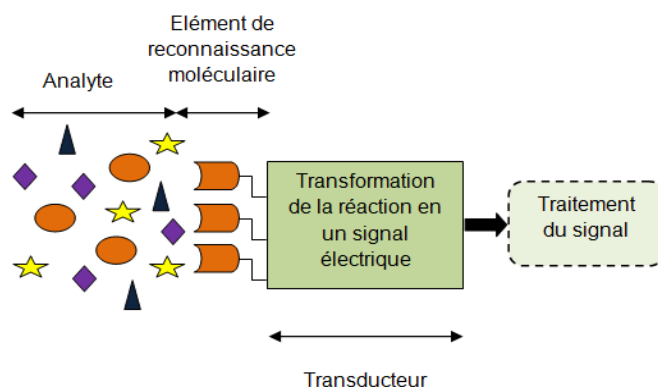 Elément de
reconnaissance
moléculaire
Analyte
Transformation
de la réaction en
un signal
électrique
Traitement
du signal
Transducteur